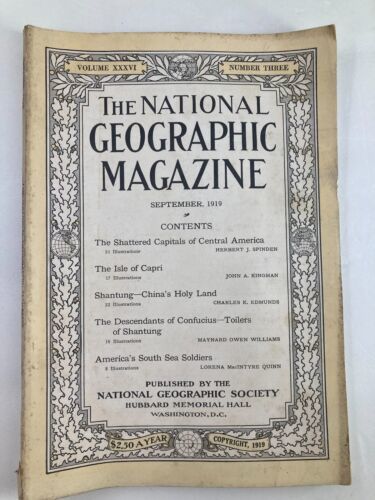 VOLUME XXXVI
NUMBER THREE
THE NATIONAL
GEOGRAPHIC
MAGAZINE
SEPTEMBER, 1919
CONTENTS
The Shattered Capitals of Central America
21 Illustrations HERBERT J. SPINDEN
The Isle of Capri
17 Illustrations JOHN A. KINGMAN
Shantung—China's Holy Land
22 Illustrations CHARLES K. EDMUNDS
The Descendants of Confucius—Toilers
of Shantung
16 Illustrations MAYNARD OWEN WILLIAMS
America's South Sea Soldiers
8 Illustrations LORENA MACINTYRE QUINN
PUBLISHED BY THE
NATIONAL GEOGRAPHIC SOCIETY
HUBBARD MEMORIAL HALL
WASHINGTON, D.C.
$2.50 A YEAR
COPYRIGHT, 1919